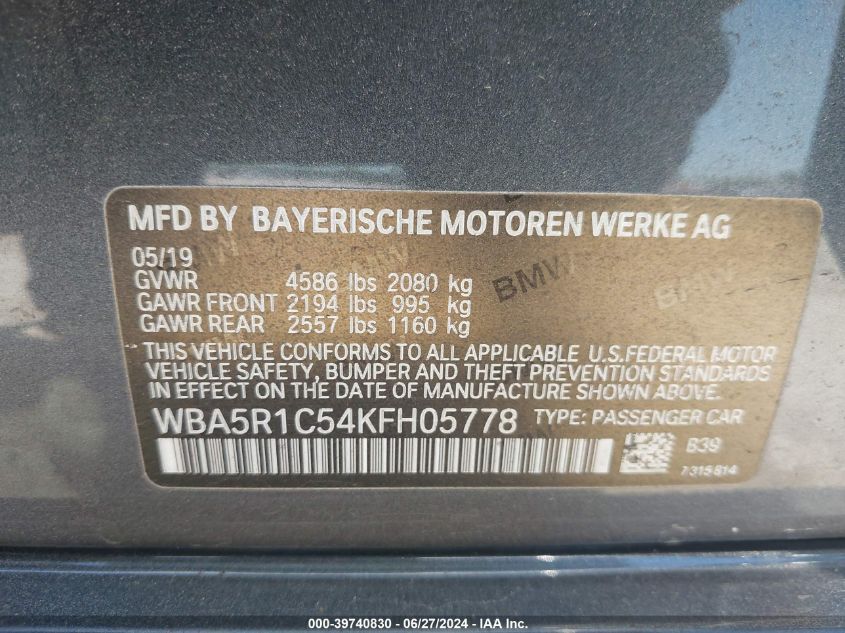 MFD BY BAYERISCHE MOTOREN WERKE AG
05/19
GVWR 4586 lbs 2080 kg
GAWR FRONT 2194 lbs 995 kg
GAWR REAR 2557 lbs 1160 kg
BMW BMW BMW
THIS VEHICLE CONFORMS TO ALL APPLICABLE U.S.FEDERAL MOTOR
VEHICLE SAFETY, BUMPER AND THEFT PREVENTION STANDARDS
IN EFFECT ON THE DATE OF MANUFACTURE SHOWN ABOVE.
WBA5R1C54KFH05778 TYPE: PASSENGER CAR
B39
7315814
000-39740830 - 06/27/2024 - IAA Inc.